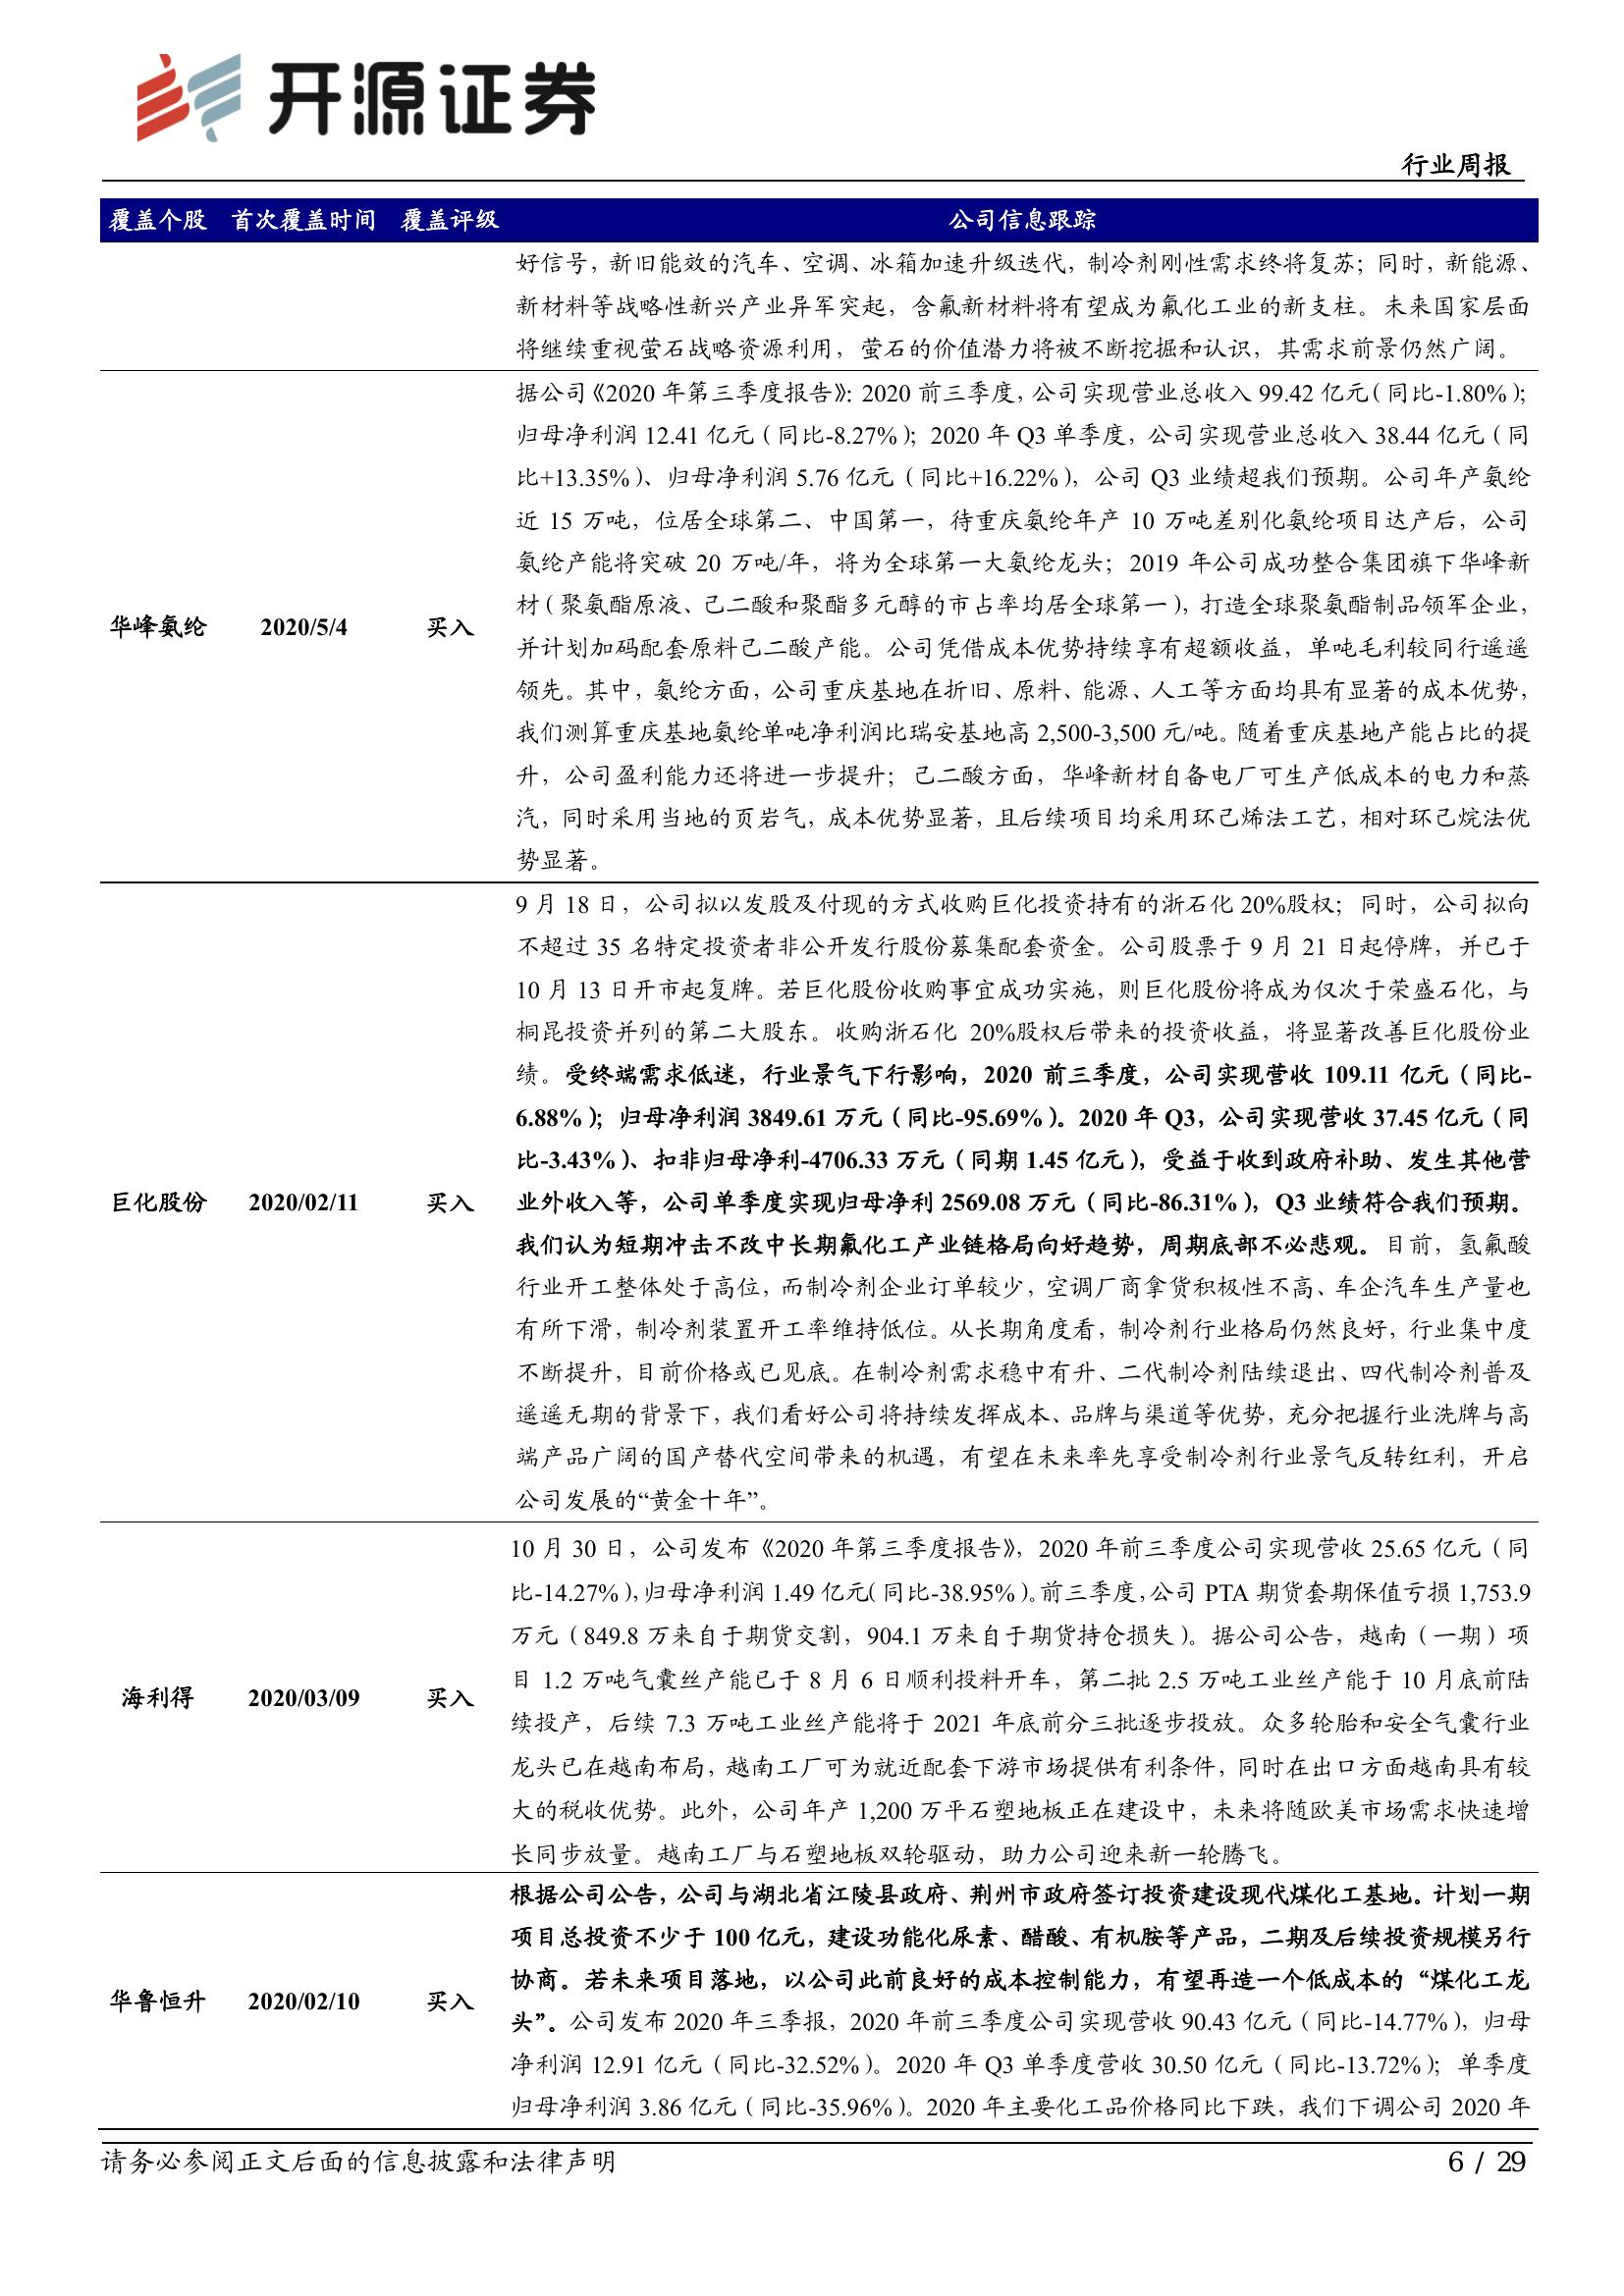 开源证券
行业周报
覆盖个股 首次覆盖时间 覆盖评级 公司信息跟踪
好信号，新旧能效的汽车、空调、冰箱加速升级迭代，制冷剂刚性需求终将复苏；同时，新能源、
新材料等战略性新兴产业异军突起，含氟新材料将有望成为氟化工业的新支柱。未来国家层面
将继续重视萤石战略资源利用，萤石的价值潜力将被不断挖掘和认识，其需求前景仍然广阔。
据公司《2020 年第三季度报告》：2020 前三季度，公司实现营业总收入 99.42 亿元（同比-1.80%）；
归母净利润 12.41 亿元（同比-8.27%）；2020 年 Q3 单季度，公司实现营业总收入 38.44 亿元（同
比+13.35%）、归母净利润 5.76 亿元（同比+16.22%），公司 Q3 业绩超我们预期。公司年产氨纶
近 15 万吨，位居全球第二、中国第一，待重庆氨纶年产 10 万吨差别化氨纶项目达产后，公司
氨纶产能将突破 20 万吨/年，将为全球第一大氨纶龙头；2019 年公司成功整合集团旗下华峰新
材（聚氨酯原液、己二酸和聚酯多元醇的市占率均居全球第一），打造全球聚氨酯制品领军企业，
华峰氨纶 2020/5/4 买入
并计划加码配套原料己二酸产能。公司凭借成本优势持续享有超额收益，单吨毛利较同行遥遥
领先。其中，氨纶方面，公司重庆基地在折旧、原料、能源、人工等方面均具有显著的成本优势，
我们测算重庆基地氨纶单吨净利润比瑞安基地高 2,500-3,500 元/吨。随着重庆基地产能占比的提
升，公司盈利能力还将进一步提升；己二酸方面，华峰新材自备电厂可生产低成本的电力和蒸
汽，同时采用当地的页岩气，成本优势显著，且后续项目均采用环己烯法工艺，相对环己烷法优
势显著。
9 月 18 日，公司拟以发股及付现的方式收购巨化投资持有的浙石化 20%股权；同时，公司拟向
不超过 35 名特定投资者非公开发行股份募集配套资金。公司股票于 9 月 21 日起停牌，并已于
10 月 13 日开市起复牌。若巨化股份收购事宜成功实施，则巨化股份将成为仅次于荣盛石化，与
桐昆投资并列的第二大股东。收购浙石化 20%股权后带来的投资收益，将显著改善巨化股份业
绩。受终端需求低迷，行业景气下行影响，2020 前三季度，公司实现营收 109.11 亿元（同比-
6.88%）；归母净利润 3849.61 万元（同比-95.69%）。2020 年 Q3，公司实现营收 37.45 亿元（同
比-3.43%）、扣非归母净利-4706.33 万元（同期 1.45 亿元），受益于收到政府补助、发生其他营
巨化股份 2020/02/11 买入 业外收入等，公司单季度实现归母净利 2569.08 万元（同比-86.31%），Q3 业绩符合我们预期。
我们认为短期冲击不改中长期氟化工产业链格局向好趋势，周期底部不必悲观。目前，氢氟酸
行业开工整体处于高位，而制冷剂企业订单较少，空调厂商拿货积极性不高、车企汽车生产量也
有所下滑，制冷剂装置开工率维持低位。从长期角度看，制冷剂行业格局仍然良好，行业集中度
不断提升，目前价格或已见底。在制冷剂需求稳中有升、二代制冷剂陆续退出、四代制冷剂普及
遥遥无期的背景下，我们看好公司将持续发挥成本、品牌与渠道等优势，充分把握行业洗牌与高
端产品广阔的国产替代空间带来的机遇，有望在未来率先享受制冷剂行业景气反转红利，开启
公司发展的“黄金十年”。
10 月 30 日，公司发布《2020 年第三季度报告》，2020 年前三季度公司实现营收 25.65 亿元（同
比-14.27%），归母净利润 1.49 亿元（同比-38.95%）。前三季度，公司 PTA 期货套期保值亏损 1,753.9
万元（849.8 万来自于期货交割，904.1 万来自于期货持仓损失）。据公司公告，越南（一期）项
目 1.2 万吨气囊丝产能已于 8 月 6 日顺利投料开车，第二批 2.5 万吨工业丝产能于 10 月底前陆
海利得 2020/03/09 买入
续投产，后续 7.3 万吨工业丝产能将于 2021 年底前分三批逐步投放。众多轮胎和安全气囊行业
龙头已在越南布局，越南工厂可为就近配套下游市场提供有利条件，同时在出口方面越南具有较
大的税收优势。此外，公司年产 1,200 万平石塑地板正在建设中，未来将随欧美市场需求快速增
长同步放量。越南工厂与石塑地板双轮驱动，助力公司迎来新一轮腾飞。
根据公司公告，公司与湖北省江陵县政府、荆州市政府签订投资建设现代煤化工基地。计划一期
项目总投资不少于 100 亿元，建设功能化尿素、醋酸、有机胺等产品，二期及后续投资规模另行
协商。若未来项目落地，以公司此前良好的成本控制能力，有望再造一个低成本的“煤化工龙
华鲁恒升 2020/02/10 买入
头”。公司发布 2020 年三季报，2020 年前三季度公司实现营收 90.43 亿元（同比-14.77%），归母
净利润 12.91 亿元（同比-32.52%）。2020 年 Q3 单季度营收 30.50 亿元（同比-13.72%）；单季度
归母净利润 3.86 亿元（同比-35.96%）。2020 年主要化工品价格同比下跌，我们下调公司 2020 年
请务必参阅正文后面的信息披露和法律声明 6 / 29